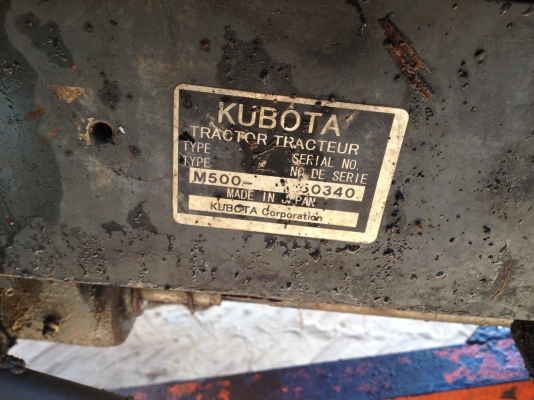 KUBOTA
TRACTOR TRACTEUR
TYPE SERIAL NO.
TYPE NO DE SERIE
M500- 50340
MADE IN JAPAN
KUBOTA Corporation